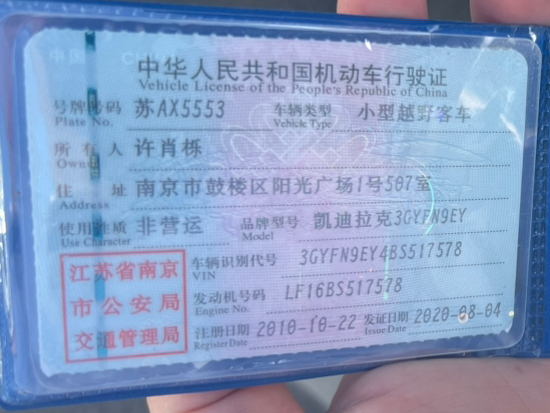 中华人民共和国机动车行驶证
Vehicle License of the People's Republic of China
号牌号码 苏AX5553 车辆类型 小型越野客车
Plate No. Vehicle Type
所有人 许肖栎
Owner
住址 南京市鼓楼区阳光广场1号507室
Address
使用性质 非营运 品牌型号 凯迪拉克3GYFN9EY
Use Character Model
江苏省南京
市公安局
交通管理局
车辆识别代号 3GYFN9EY4BS517578
VIN
发动机号码 LF16BS517578
Engine No.
注册日期 2010-10-22 发证日期 2020-08-04
Register Date Issue Date